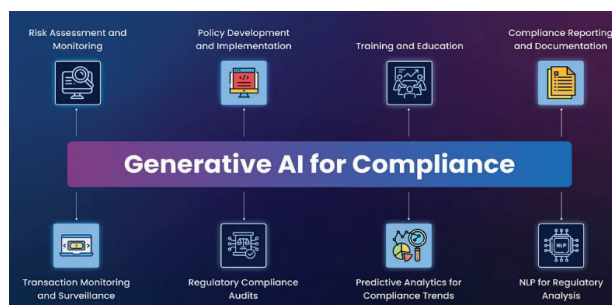 Risk Assessment and
Monitoring
Policy Development
and Implementation
Training and Education
Compliance Reporting
and Documentation
Generative AI for Compliance
Transaction Monitoring
and Surveillance
Regulatory Compliance
Audits
Predictive Analytics for
Compliance Trends
NLP
NLP for Regulatory
Analysis